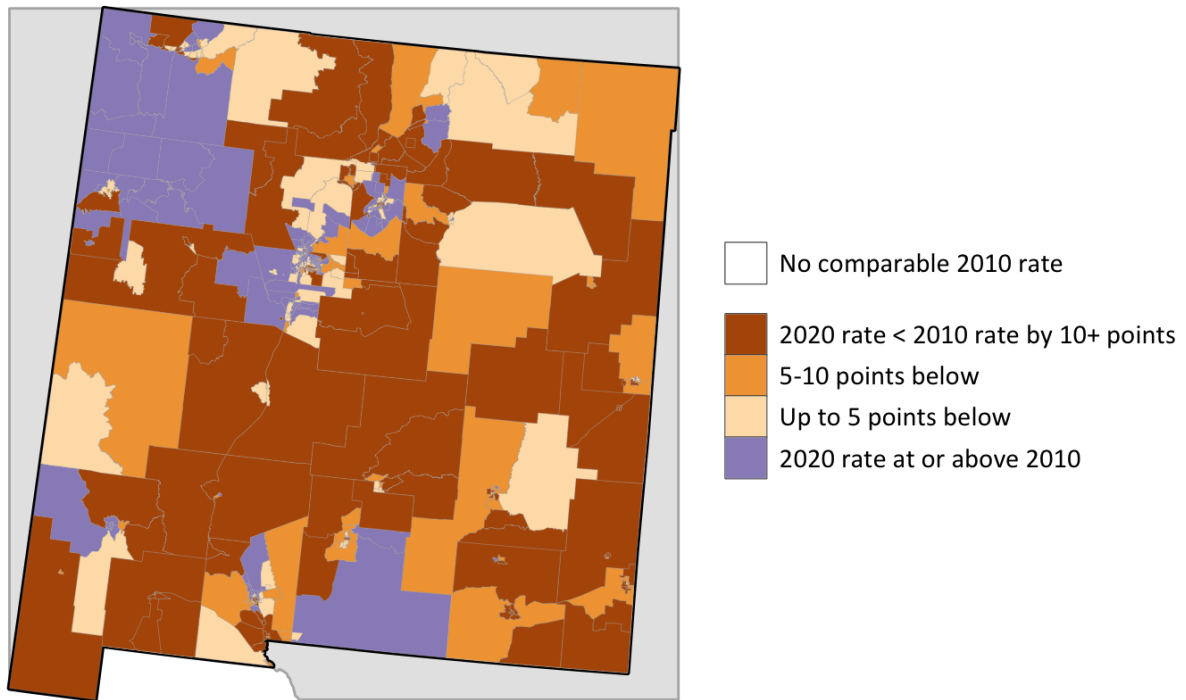 No comparable 2010 rate
2020 rate < 2010 rate by 10+ points
5-10 points below
Up to 5 points below
2020 rate at or above 2010